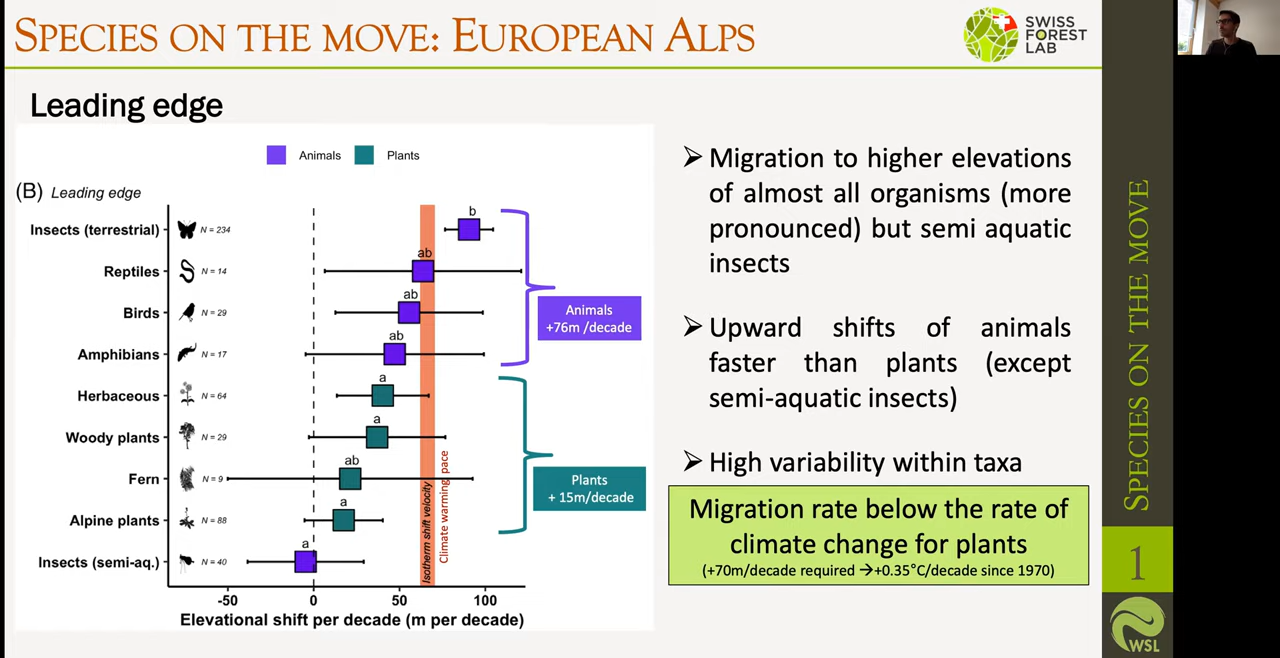 SPECIES ON THE MOVE: EUROPEAN ALPS
SWISS
FOREST
LAB
Leading edge
Animals Plants
(B) Leading edge
Insects (terrestrial) N = 234 b
Reptiles N = 14 ab
Birds N = 29 ab
Amphibians N = 17 ab
Herbaceous N = 64 a
Woody plants N = 29 a
Fern N = 9 ab
Alpine plants N = 88 a
Insects (semi-aq.) N = 40 a
Isotherm shift velocity
Climate warming pace
-50 0 50 100
Elevational shift per decade (m per decade)
Animals
+76m /decade
Plants
+ 15m/decade
➢ Migration to higher elevations
of almost all organisms (more
pronounced) but semi aquatic
insects
➢ Upward shifts of animals
faster than plants (except
semi-aquatic insects)
➢ High variability within taxa
Migration rate below the rate of
climate change for plants
(+70m/decade required →+0.35°C/decade since 1970)
SPECIES ON THE MOVE
1
WSL